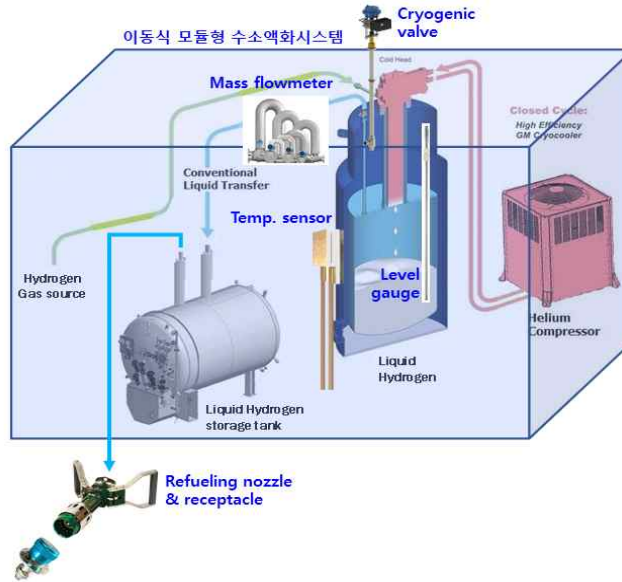 Cryogenic
valve
이동식 모듈형 수소액화시스템
Cold Head
Mass flowmeter
Closed Cycle:
High Efficiency
GM Cryocooler
Conventional
Liquid Transfer
Temp. sensor
Hydrogen
Gas source
Level
gauge
Helium
Compressor
Liquid
Hydrogen
Liquid Hydrogen
storage tank
Refueling nozzle
& receptacle